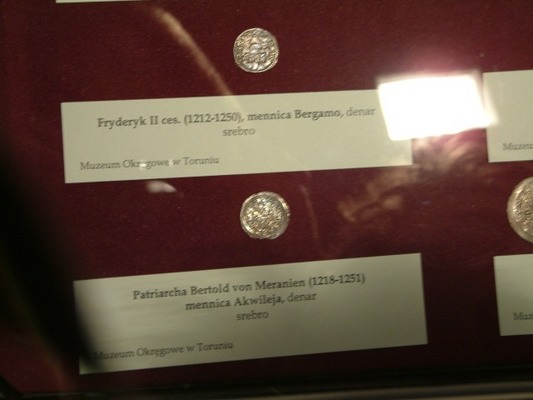 Fryderyk II ces. (1212-1250), mennica Bergamo, denar
srebro
Muzeum Okręgowe w Toruniu
Patriarcha Bertold von Meranien (1218-1251)
mennica Akwileja, denar
srebro
Muzeum Okręgowe w Toruniu